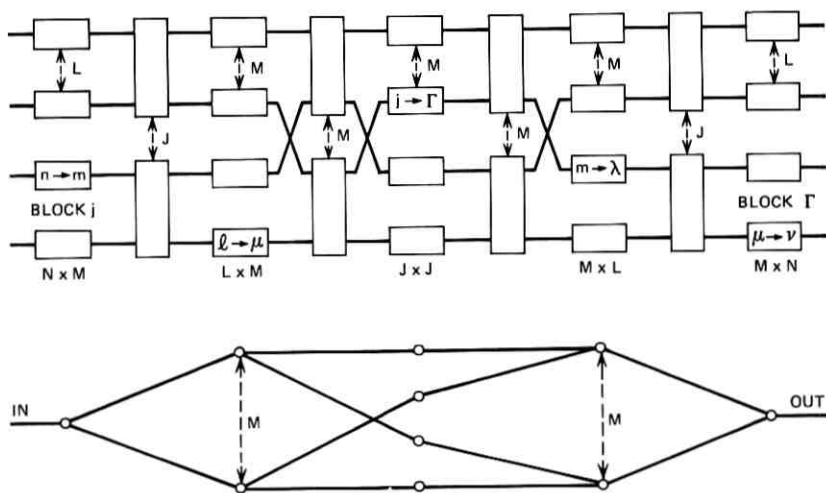 L
M
M
M
L
j → Γ
J
M
M
J
n → m
m → λ
BLOCK j
BLOCK Γ
ℓ → μ
μ → ν
N x M
L x M
J x J
M x L
M x N
IN
M
M
OUT